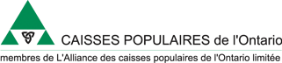 CAISSES POPULAIRES de l'Ontario
membres de L'Alliance des caisses populaires de l'Ontario limitée